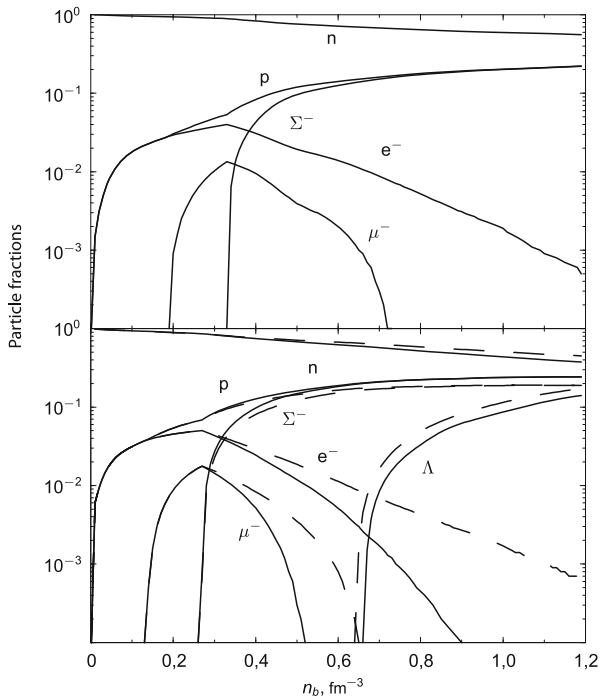 Particle fractions
10⁰
n
p
10⁻¹
Σ⁻
e⁻
10⁻²
μ⁻
10⁻³
10⁰
n
p
10⁻¹
Σ⁻
e⁻
Λ
10⁻²
μ⁻
10⁻³
0 0,2 0,4 0,6 0,8 1,0 1,2
n_b, fm⁻³